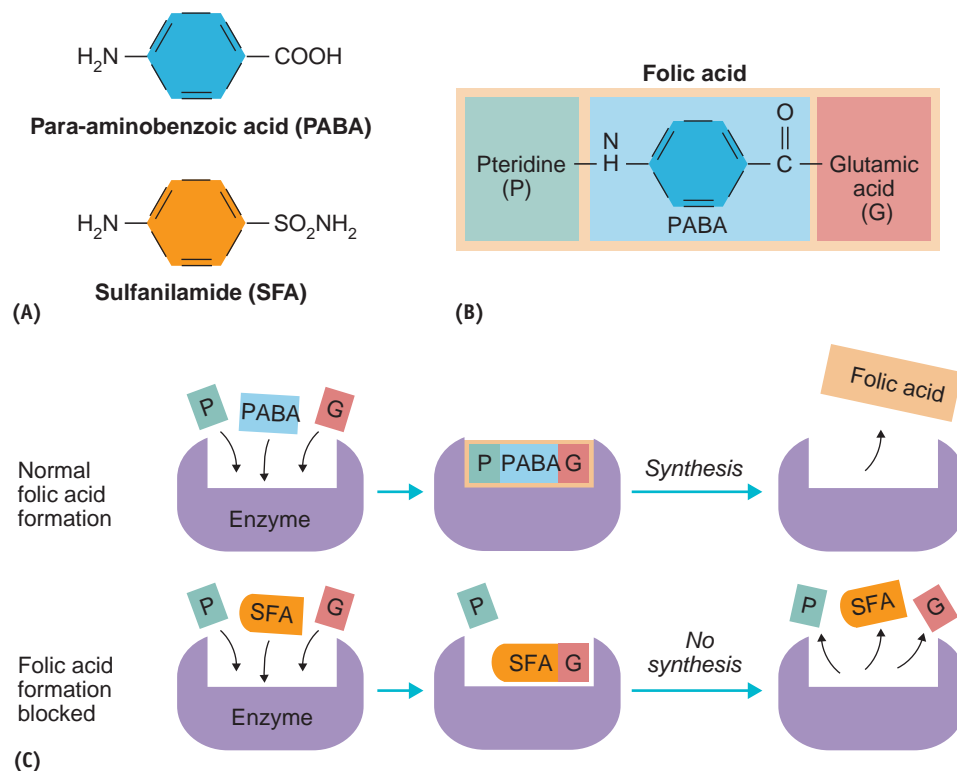 (A)
H2N
COOH
Para-aminobenzoic acid (PABA)
H2N
SO2NH2
Sulfanilamide (SFA)
(B)
Folic acid
Pteridine
(P)
N
H
PABA
O
C
Glutamic
acid
(G)
(C)
Normal
folic acid
formation
P
PABA
G
Enzyme
P PABA G
Synthesis
Folic acid
Folic acid
formation
blocked
P
SFA
G
Enzyme
P
SFA G
No
synthesis
P
SFA
G